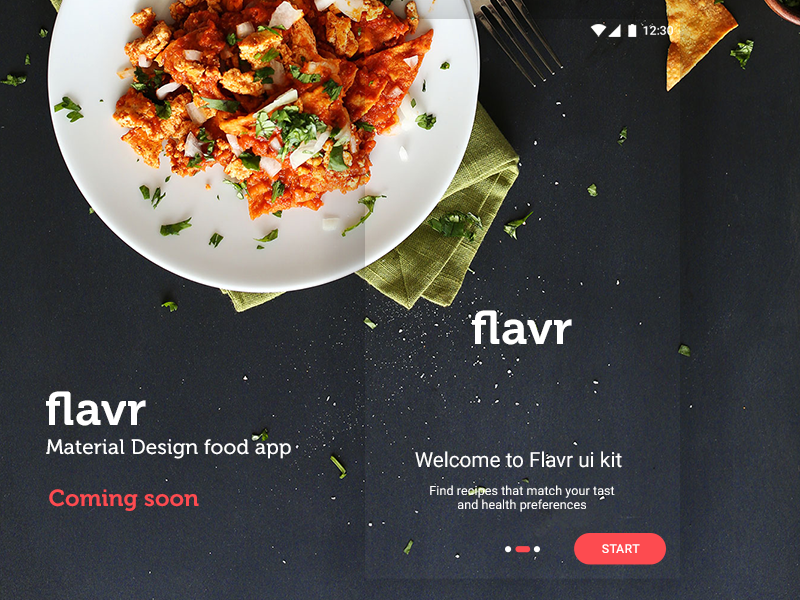 12:30
flavr
flavr
Material Design food app
Welcome to Flavr ui kit
Coming soon
Find recipes that match your tast
and health preferences
START